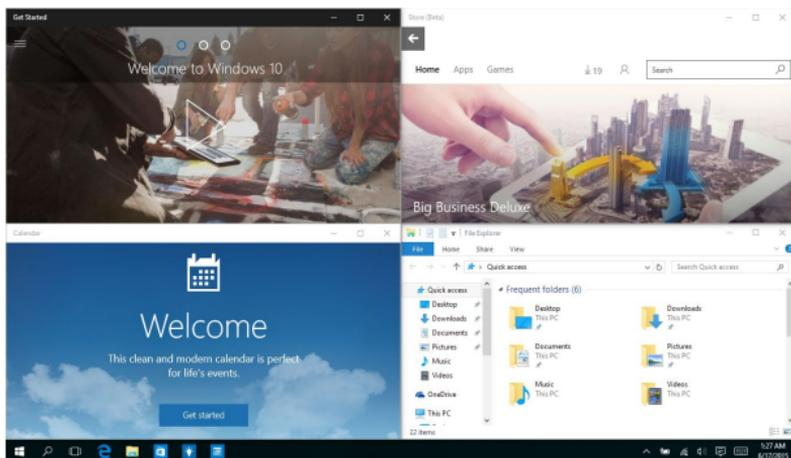 Get Started
Welcome to Windows 10
Store (Beta)
Home Apps Games 19 Search
Big Business Deluxe
Calendar
Welcome
This clean and modern calendar is perfect
for life's events.
Get started
File Explorer
File Home Share View
Quick access Search Quick access
Quick access
Desktop
Downloads
Documents
Pictures
Music
Videos
OneDrive
This PC
Frequent folders (6)
Desktop
This PC
Downloads
This PC
Documents
This PC
Pictures
This PC
Music
This PC
Videos
This PC
22 items
5:27 AM
6/17/2015